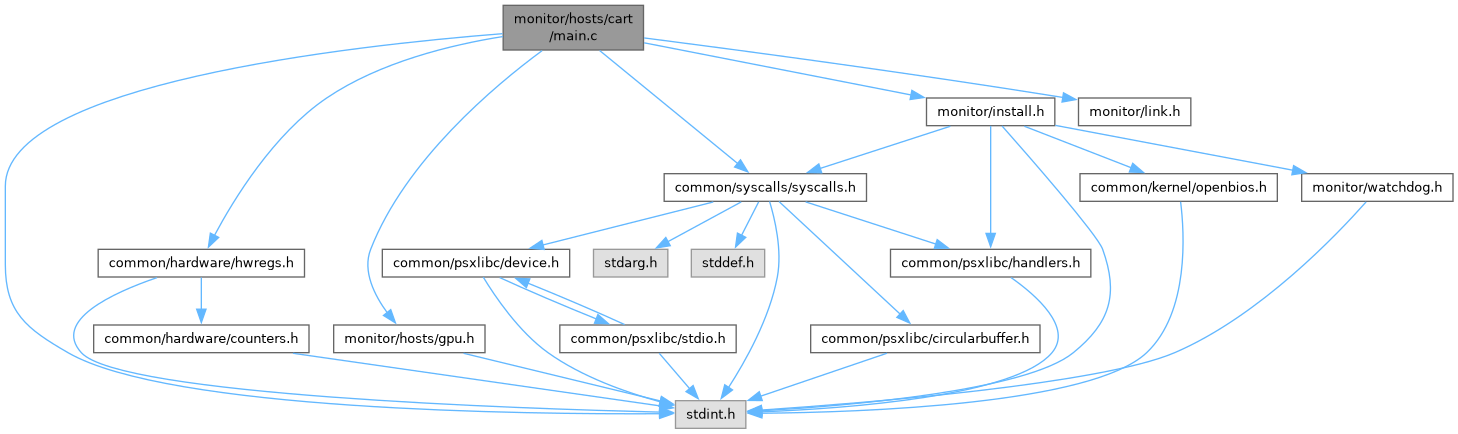 monitor/hosts/cart
/main.c
monitor/install.h
monitor/link.h
common/syscalls/syscalls.h
common/kernel/openbios.h
monitor/watchdog.h
common/hardware/hwregs.h
common/psxlibc/device.h
stdarg.h
stddef.h
common/psxlibc/handlers.h
common/hardware/counters.h
monitor/hosts/gpu.h
common/psxlibc/stdio.h
common/psxlibc/circularbuffer.h
stdint.h